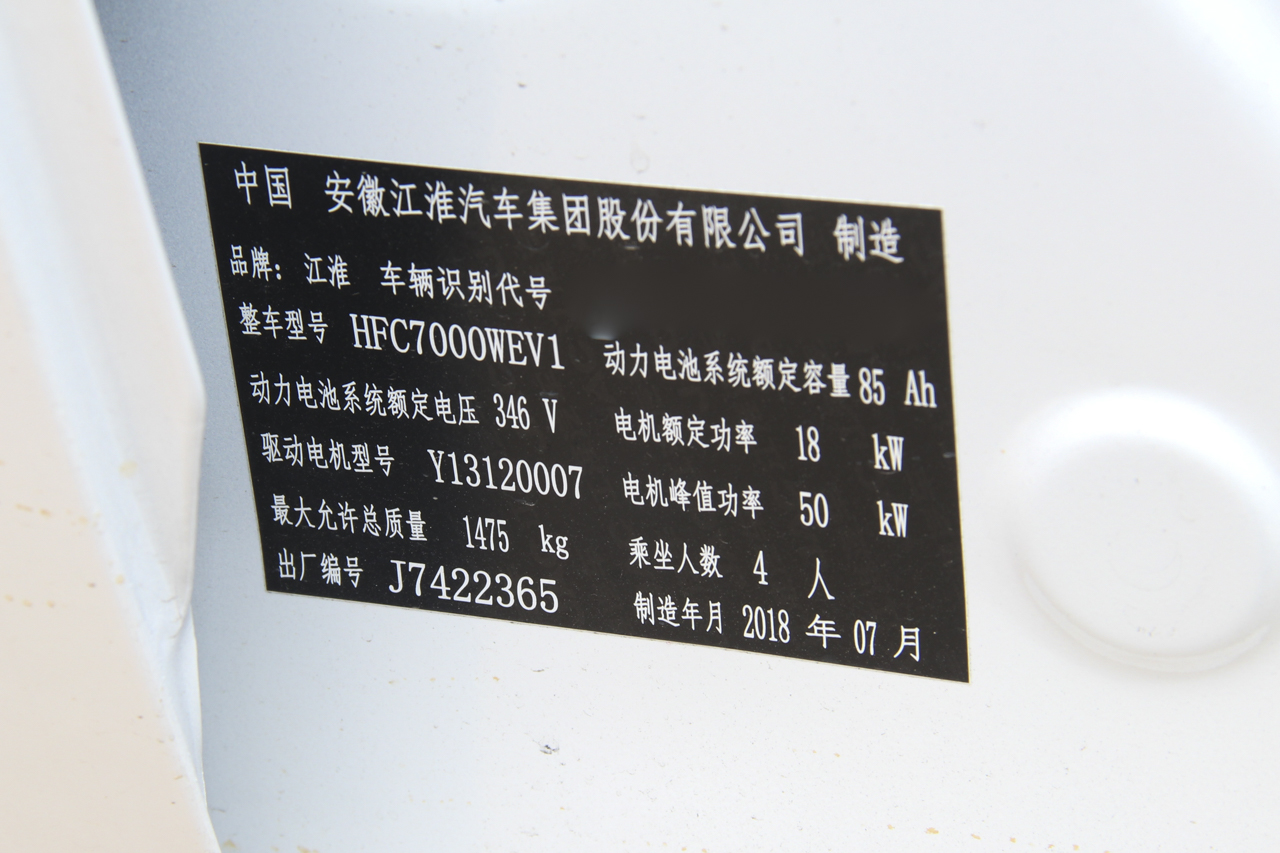 中国 安徽江淮汽车集团股份有限公司 制造
品牌：江淮 车辆识别代号
整车型号 HFC7000WEV1 动力电池系统额定容量 85 Ah
动力电池系统额定电压 346 V 电机额定功率 18 kW
驱动电机型号 Y13120007 电机峰值功率 50 kW
最大允许总质量 1475 kg 乘坐人数 4 人
出厂编号 J7422365 制造年月 2018 年 07 月